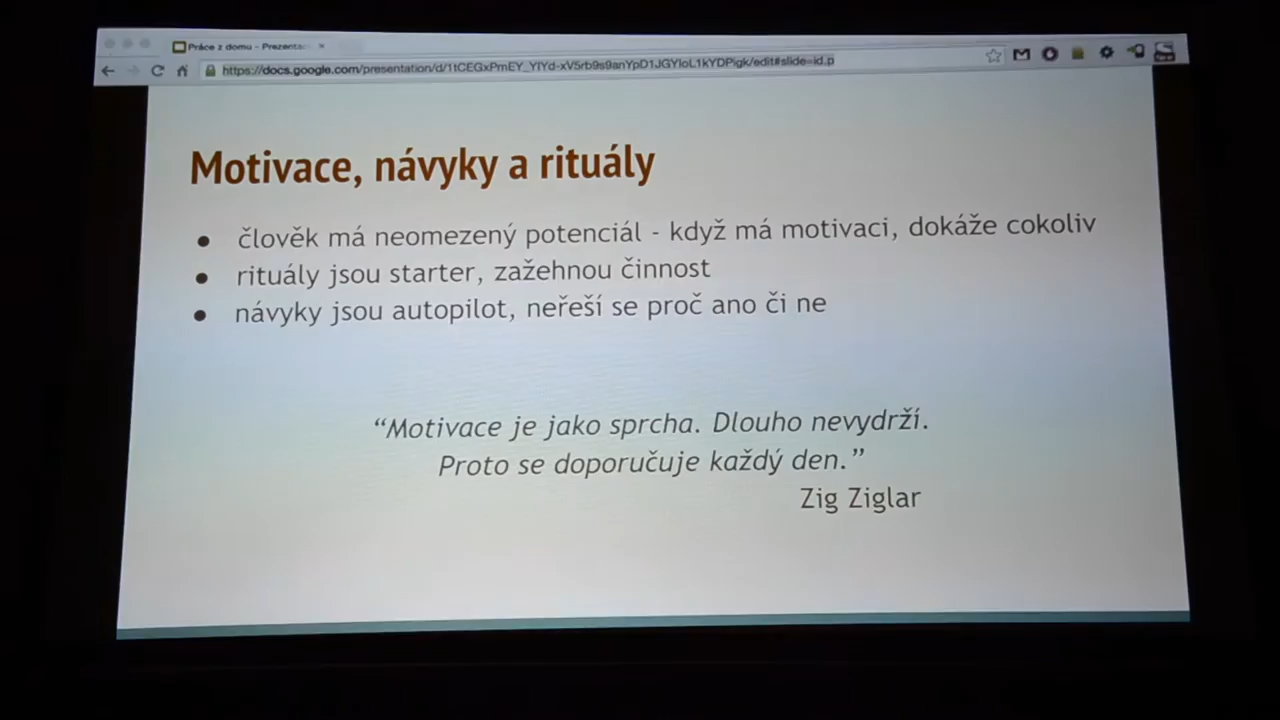 Práce z domu - Prezentac
https://docs.google.com/presentation/d/1tCEGxPmEY_YlYd-xV5rb9s9anYpD1JGYloL1kYDPigk/edit#slide=id.p
Motivace, návyky a rituály
● člověk má neomezený potenciál - když má motivaci, dokáže cokoliv
● rituály jsou starter, zažehnou činnost
● návyky jsou autopilot, neřeší se proč ano či ne
“Motivace je jako sprcha. Dlouho nevydrží.
Proto se doporučuje každý den.”
Zig Ziglar